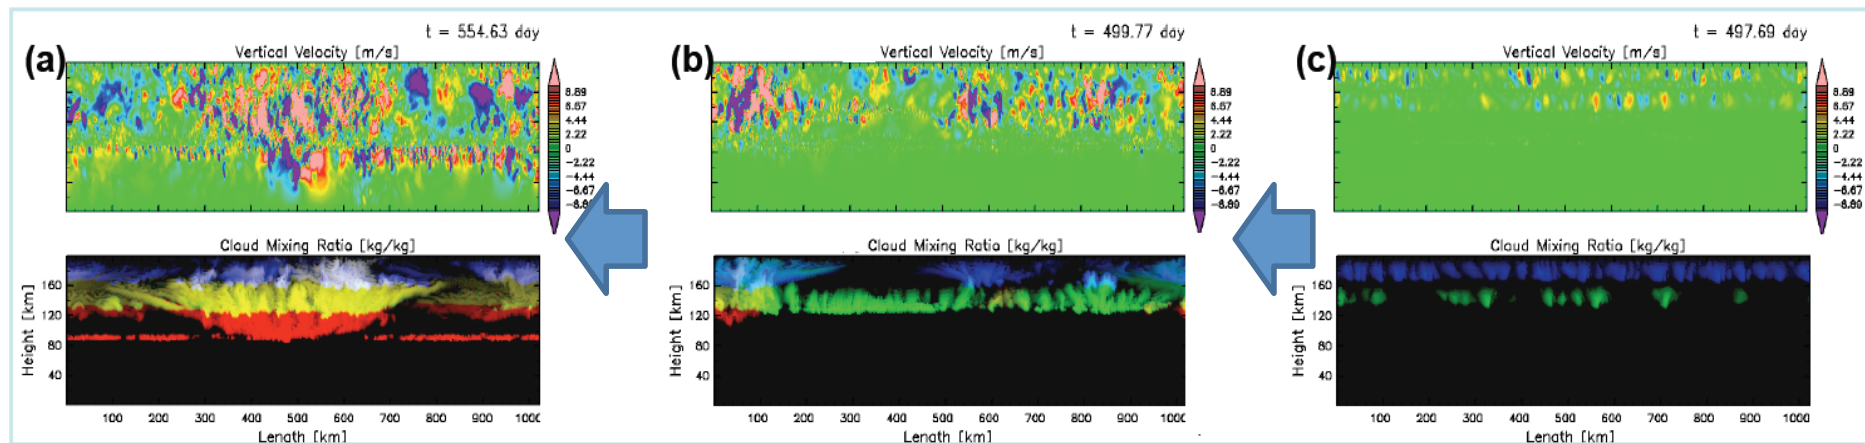 (a)
t = 554.63 day
Vertical Velocity [m/s]
8.89
6.67
4.44
2.22
0
-2.22
-4.44
-6.67
Cloud Mixing Ratio [kg/kg]
Height [km]
160
120
80
40
100 200 300 400 500 600 700 800 900
Length [km]
(b)
t = 499.77 day
Vertical Velocity [m/s]
8.89
6.67
4.44
2.22
0
-2.22
-4.44
-6.67
-8.90
Cloud Mixing Ratio [kg/kg]
Height [km]
160
120
80
40
100 200 300 400 500 600 700 800 900
Length [km]
(c)
t = 497.69 day
Vertical Velocity [m/s]
8.89
6.67
4.44
2.22
0
-2.22
-4.44
-6.67
-8.90
Cloud Mixing Ratio [kg/kg]
Height [km]
160
120
80
40
100 200 300 400 500 600 700 800 900 1000
Length [km]